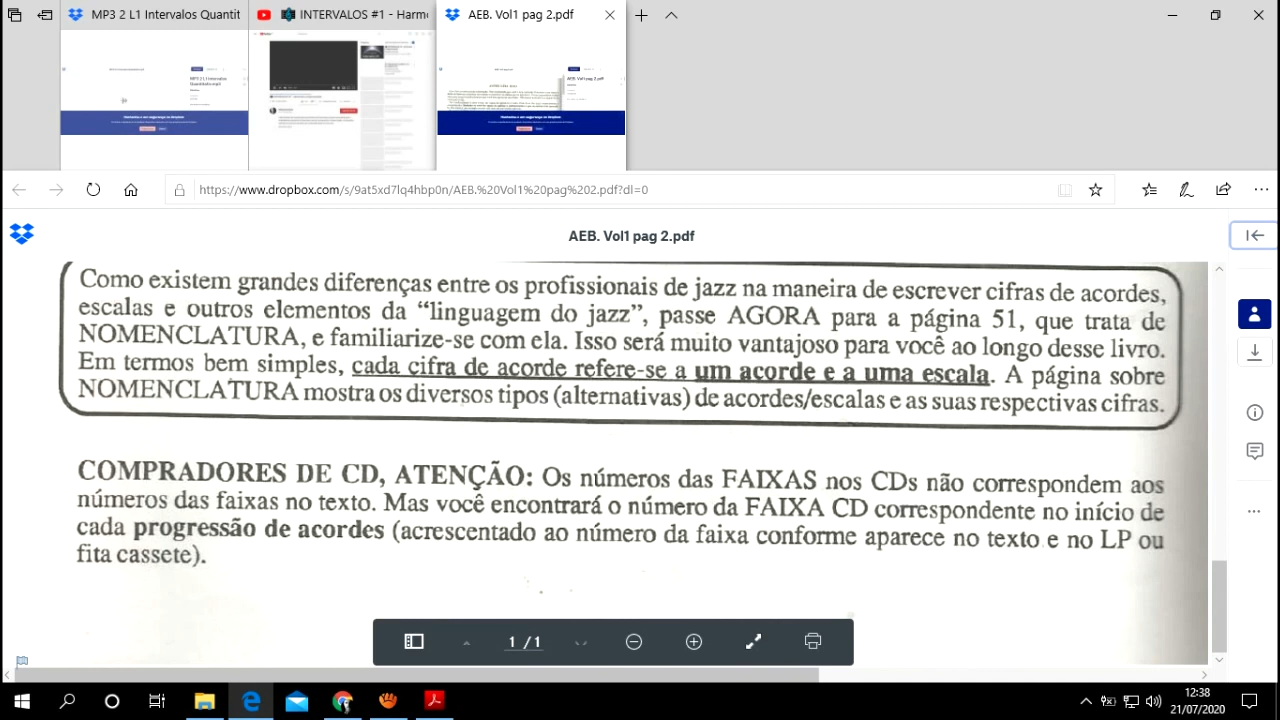 MP3 2 L1 Intervalos Quantit
INTERVALOS #1 - Harmo
AEB. Vol1 pag 2.pdf
https://www.dropbox.com/s/9at5xd7lq4hbp0n/AEB.%20Vol1%20pag%202.pdf?dl=0
AEB. Vol1 pag 2.pdf
Como existem grandes diferenças entre os profissionais de jazz na maneira de escrever cifras de acordes,
escalas e outros elementos da “linguagem do jazz”, passe AGORA para a página 51, que trata de
NOMENCLATURA, e familiarize-se com ela. Isso será muito vantajoso para você ao longo desse livro.
Em termos bem simples, cada cifra de acorde refere-se a um acorde e a uma escala. A página sobre
NOMENCLATURA mostra os diversos tipos (alternativas) de acordes/escalas e as suas respectivas cifras.
COMPRADORES DE CD, ATENÇÃO: Os números das FAIXAS nos CDs não correspondem aos
números das faixas no texto. Mas você encontrará o número da FAIXA CD correspondente no início de
cada progressão de acordes (acrescentado ao número da faixa conforme aparece no texto e no LP ou
fita cassete).
1 / 1
12:38
21/07/2020